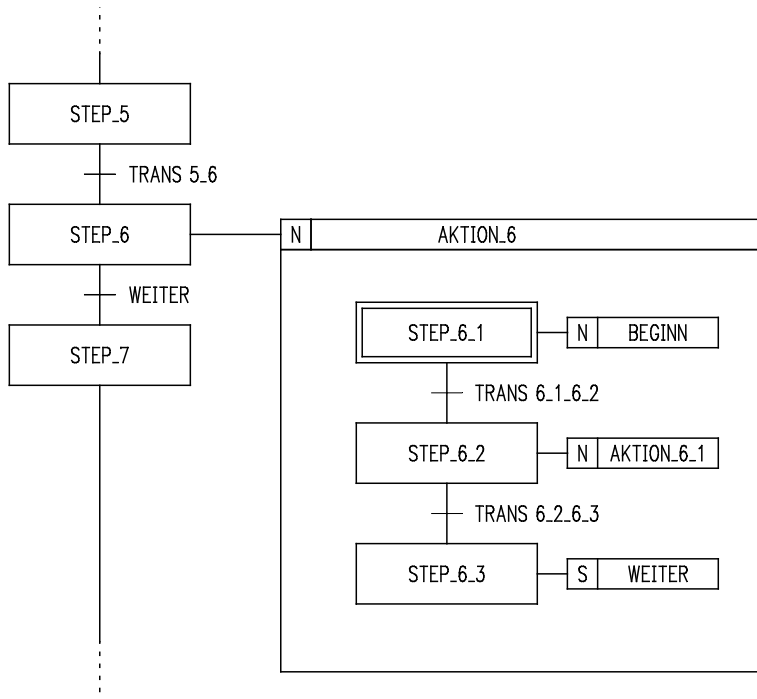 STEP_5
TRANS 5_6
STEP_6
N AKTION_6
WEITER
STEP_7
STEP_6_1
N BEGINN
TRANS 6_1_6_2
STEP_6_2
N AKTION_6_1
TRANS 6_2_6_3
STEP_6_3
S WEITER